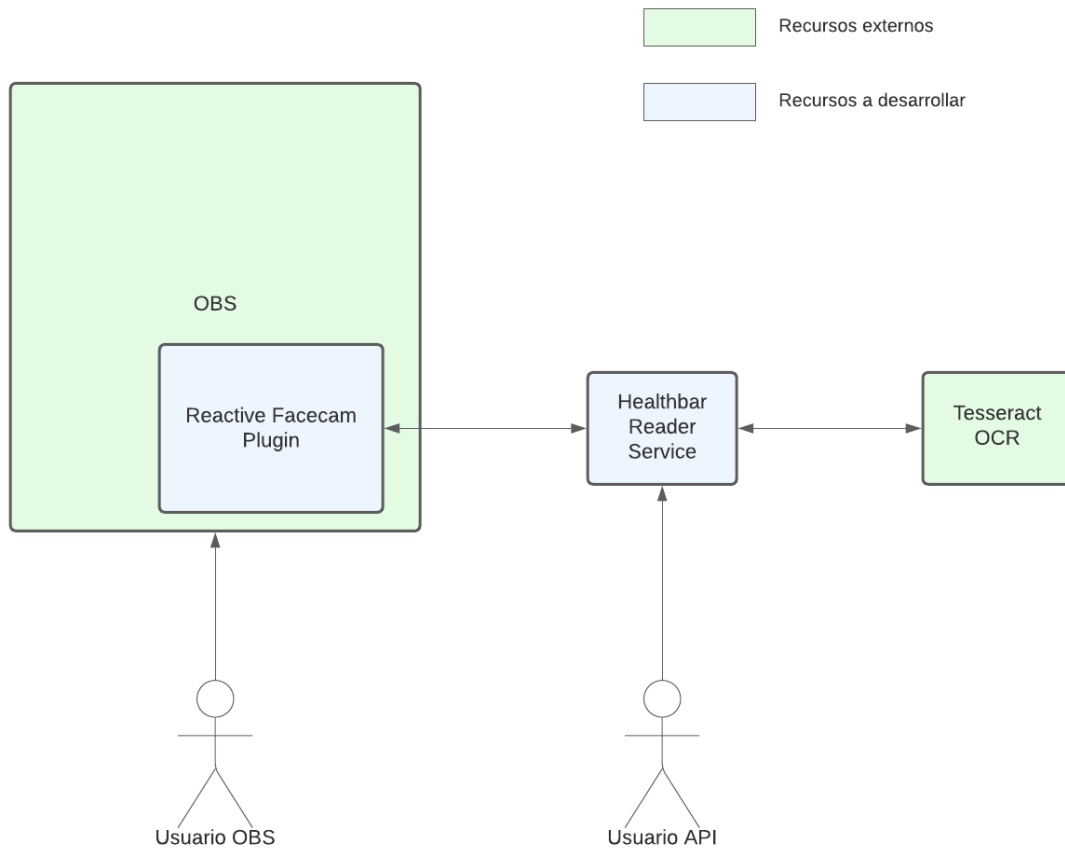 Recursos externos
Recursos a desarrollar
OBS
Reactive Facecam
Plugin
Healthbar
Reader
Service
Tesseract
OCR
Usuario OBS
Usuario API